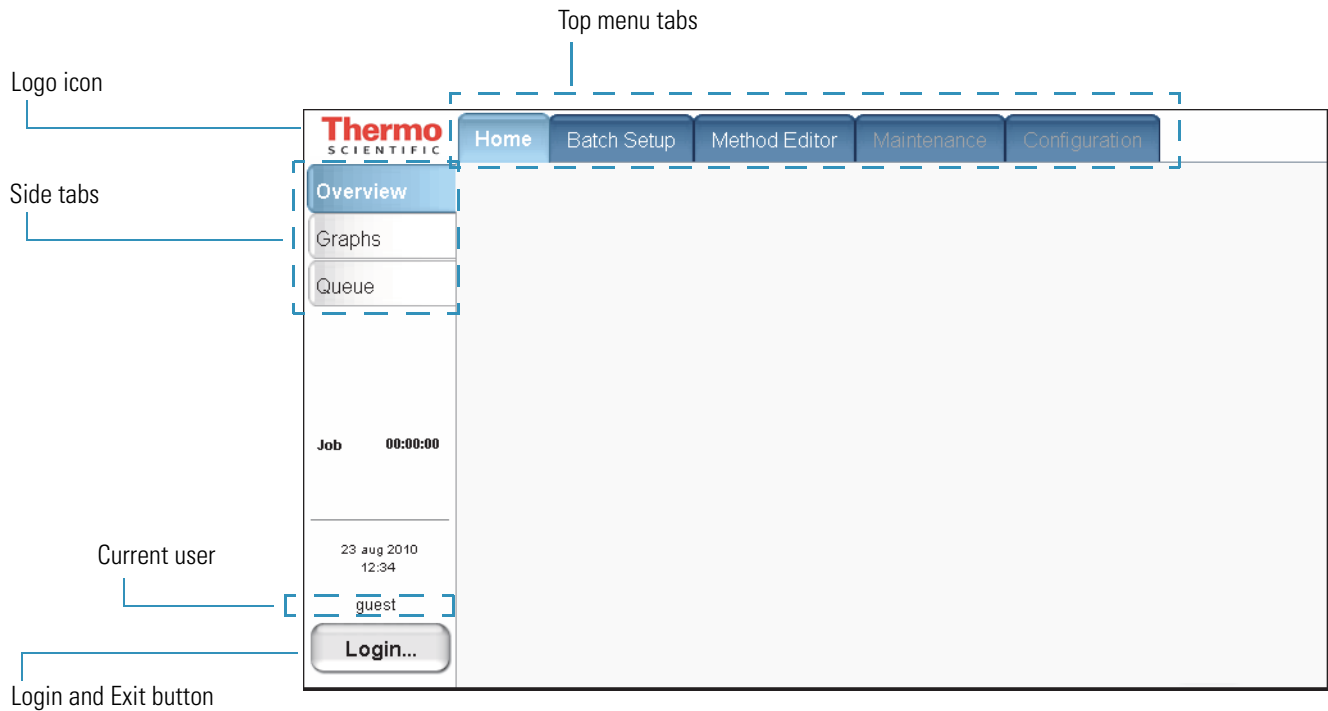 Top menu tabs
Logo icon
Thermo
SCIENTIFIC
Home Batch Setup Method Editor Maintenance Configuration
Side tabs
Overview
Graphs
Queue
Job 00:00:00
23 aug 2010
12:34
Current user
guest
Login...
Login and Exit button